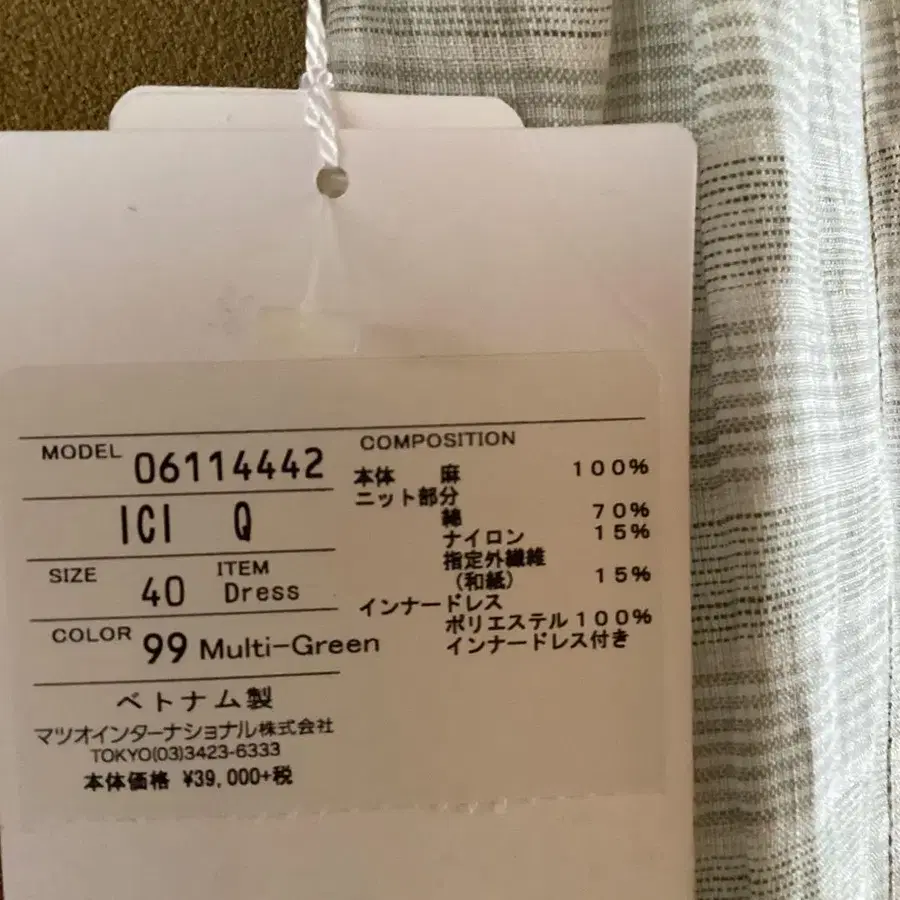 MODEL 06114442
ICI Q
SIZE 40 ITEM Dress
COLOR 99 Multi-Green
ベトナム製
マツオインターナショナル株式会社
TOKYO(03)3423-6333
本体価格 ¥39,000+税
COMPOSITION
本体 麻 100%
ニット部分
綿 70%
ナイロン 15%
指定外繊維
(和紙) 15%
インナードレス
ポリエステル100%
インナードレス付き